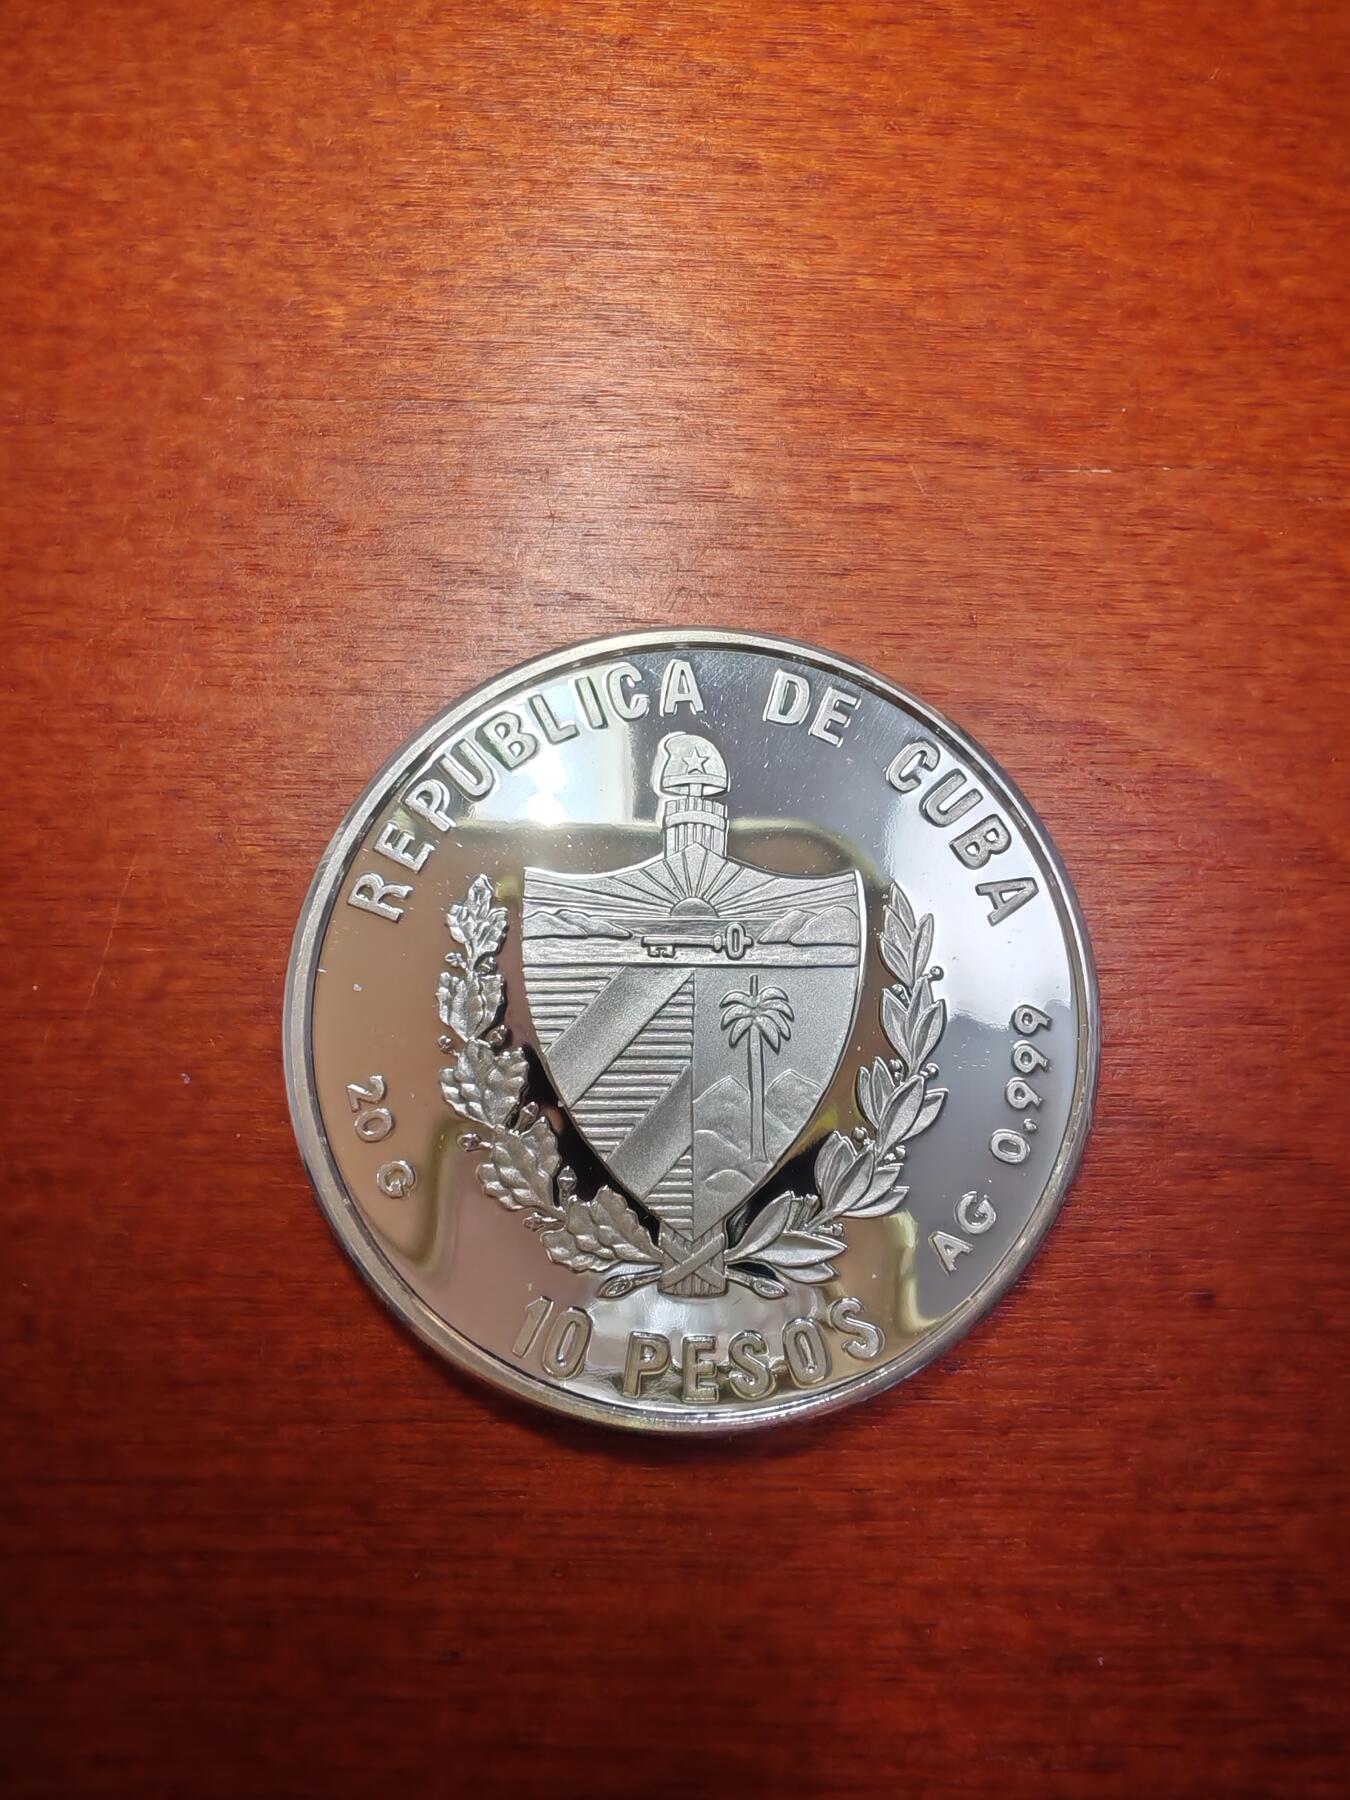 REPUBLICA DE CUBA
20 G
AG 0.999
10 PESOS